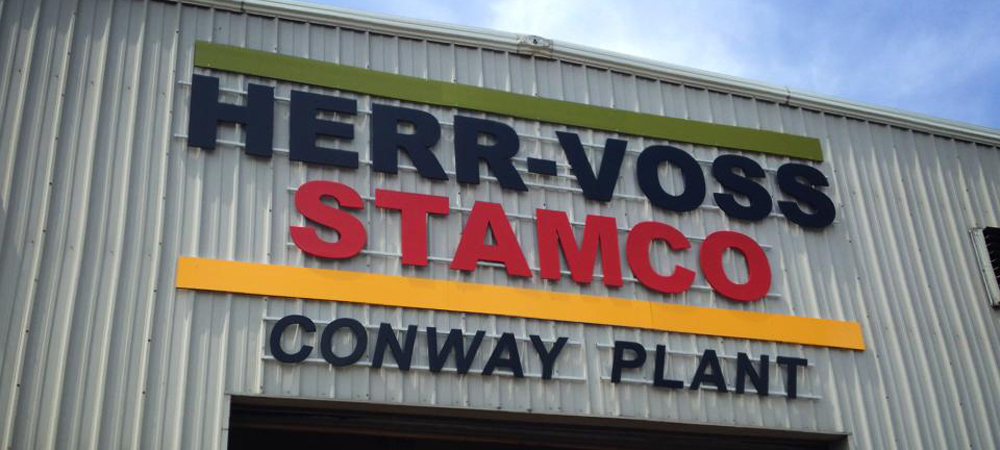 HERR-VOSS
STAMCO
CONWAY PLANT